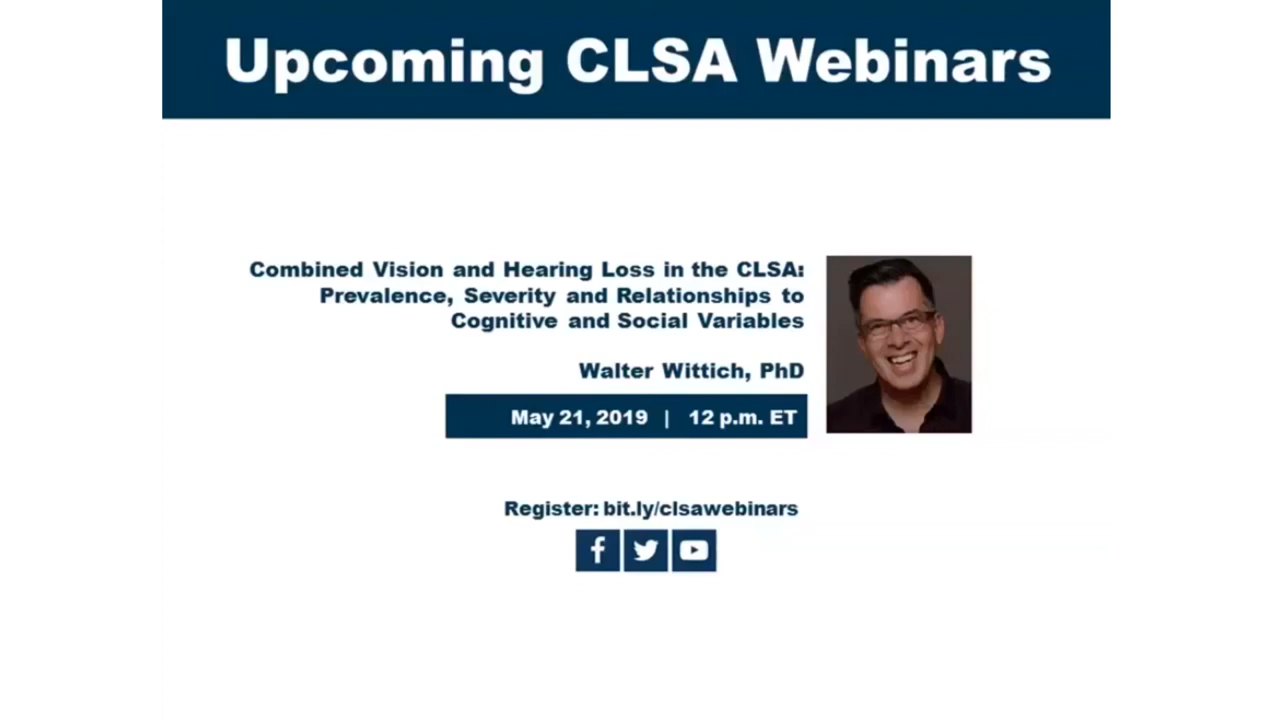 Upcoming CLSA Webinars
Combined Vision and Hearing Loss in the CLSA:
Prevalence, Severity and Relationships to
Cognitive and Social Variables
Walter Wittich, PhD
May 21, 2019 | 12 p.m. ET
Register: bit.ly/clsawebinars